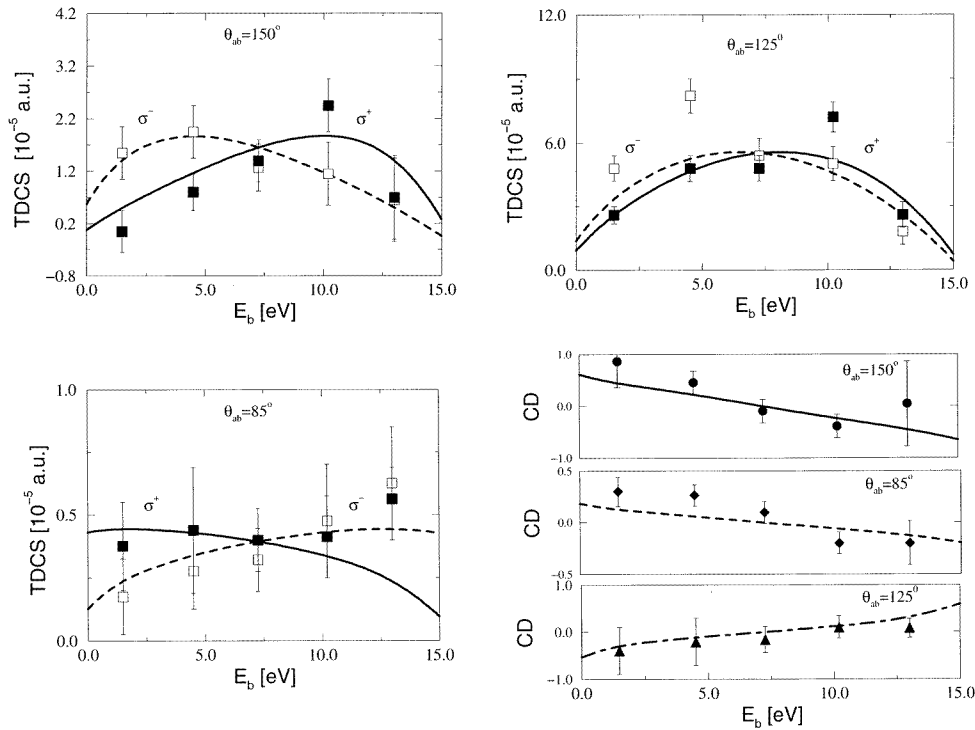 4.2
3.2
2.2
1.2
0.2
−0.8
TDCS [10⁻⁵ a.u.]
θab=150°
σ⁻
σ⁺
0.0 5.0 10.0 15.0
Eb [eV]
12.0
6.0
0.0
TDCS [10⁻⁵ a.u.]
θab=125⁰
σ⁻
σ⁺
0.0 5.0 10.0 15.0
Eb [eV]
1.0
0.5
0.0
TDCS [10⁻⁵ a.u.]
θab=85°
σ⁺
σ⁻
0.0 5.0 10.0 15.0
Eb [eV]
1.0
0.0
−1.0
CD
θab=150°
0.5
0.0
−0.5
CD
θab=85°
1.0
0.0
−1.0
CD
θab=125⁰
0.0 5.0 10.0 15.0
Eb [eV]